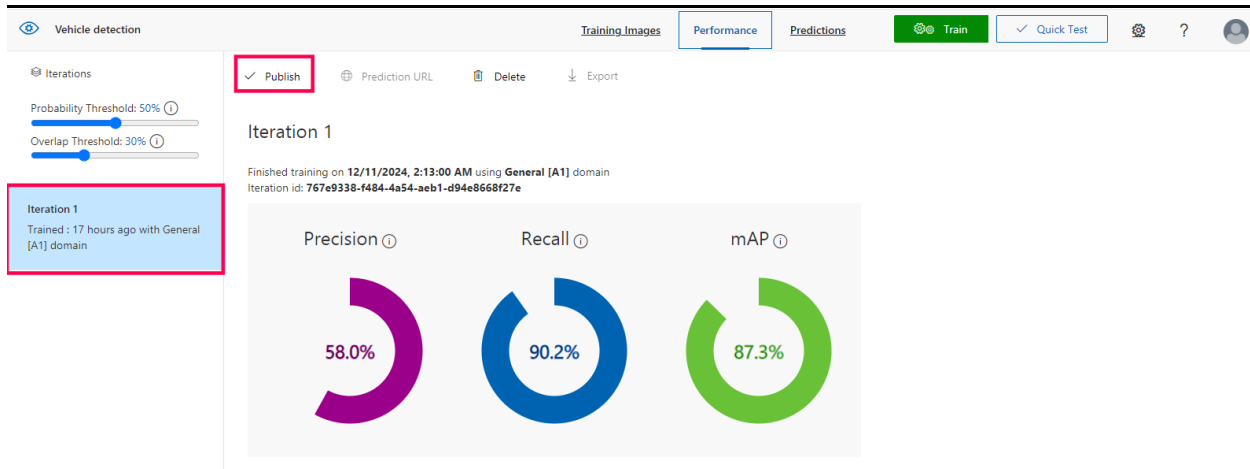 Vehicle detection
Training Images
Performance
Predictions
Train
Quick Test
?
Iterations
Probability Threshold: 50%
Overlap Threshold: 30%
Iteration 1
Trained : 17 hours ago with General
[A1] domain
Publish
Prediction URL
Delete
Export
Iteration 1
Finished training on 12/11/2024, 2:13:00 AM using General [A1] domain
Iteration id: 767e9338-f484-4a54-aeb1-d94e8668f27e
Precision
Recall
mAP
58.0%
90.2%
87.3%